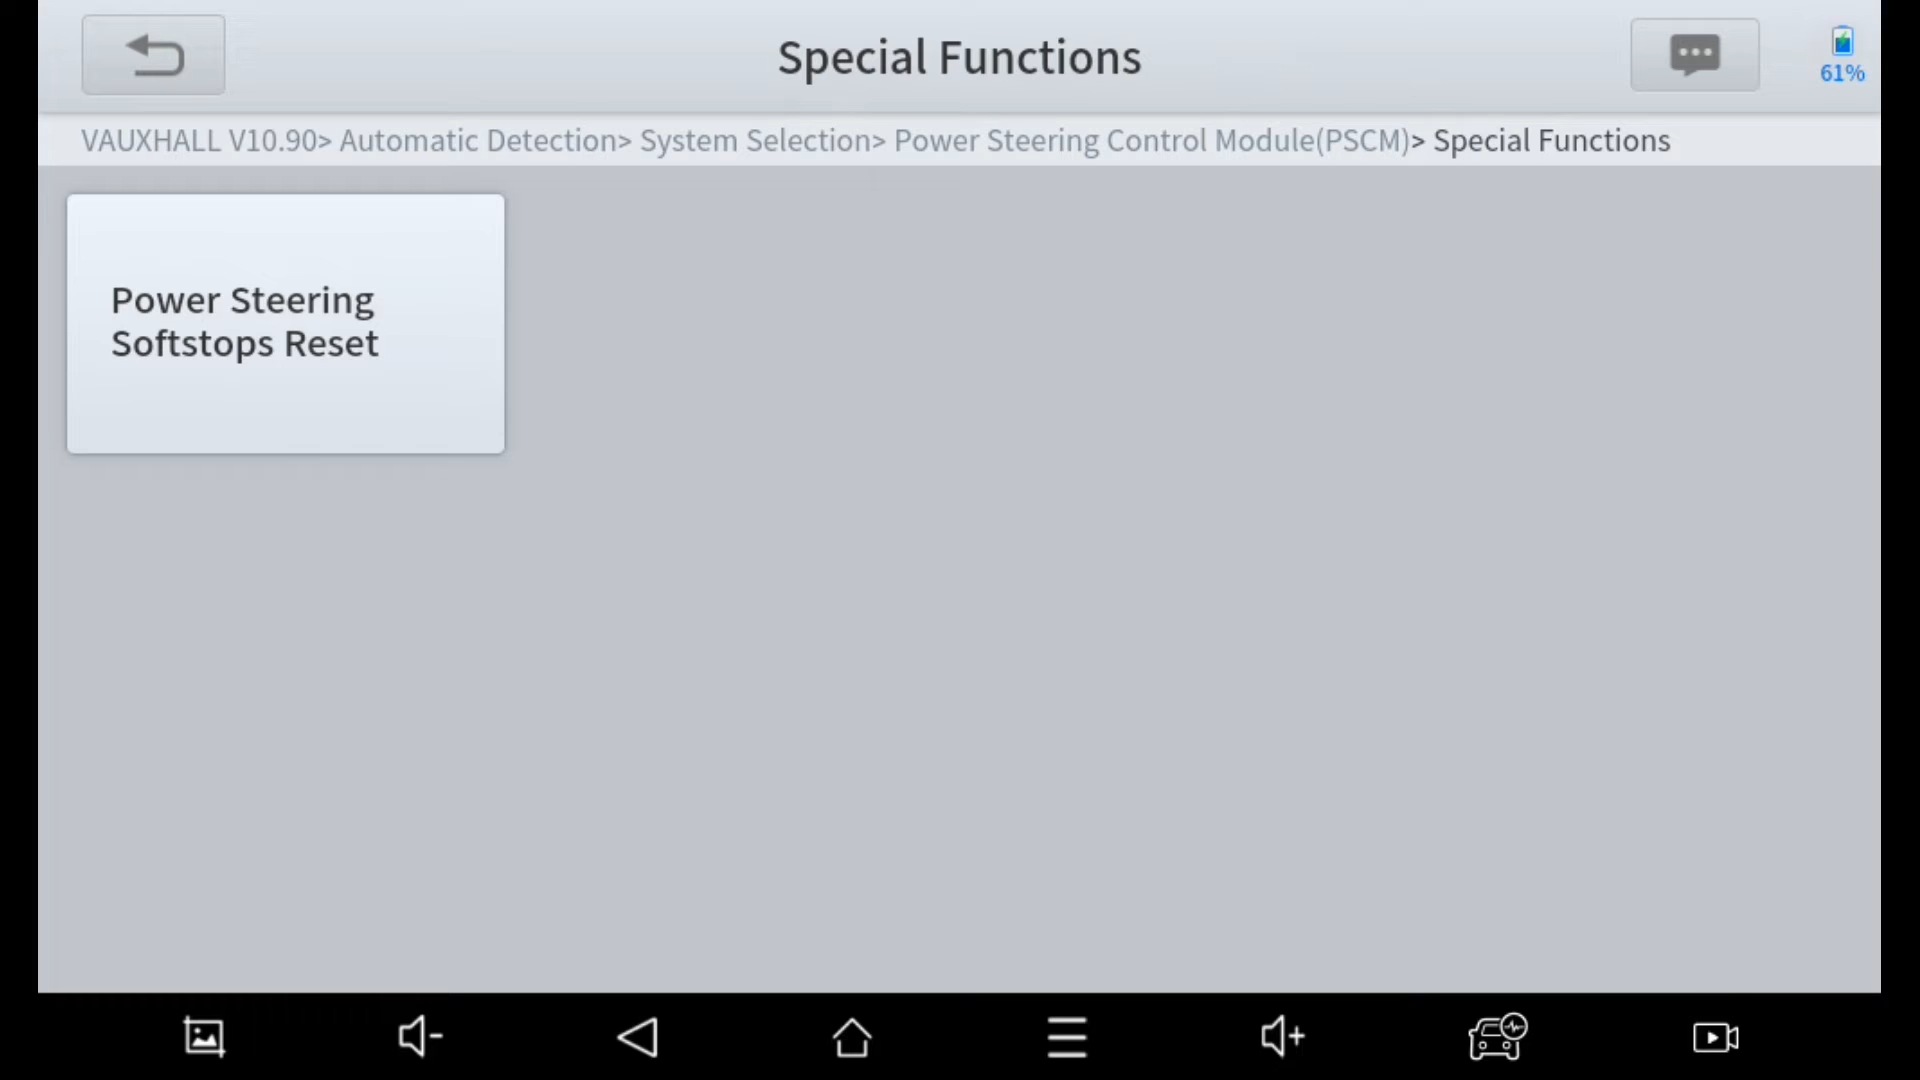 Special Functions
61%
VAUXHALL V10.90> Automatic Detection> System Selection> Power Steering Control Module(PSCM)> Special Functions
Power Steering
Softstops Reset